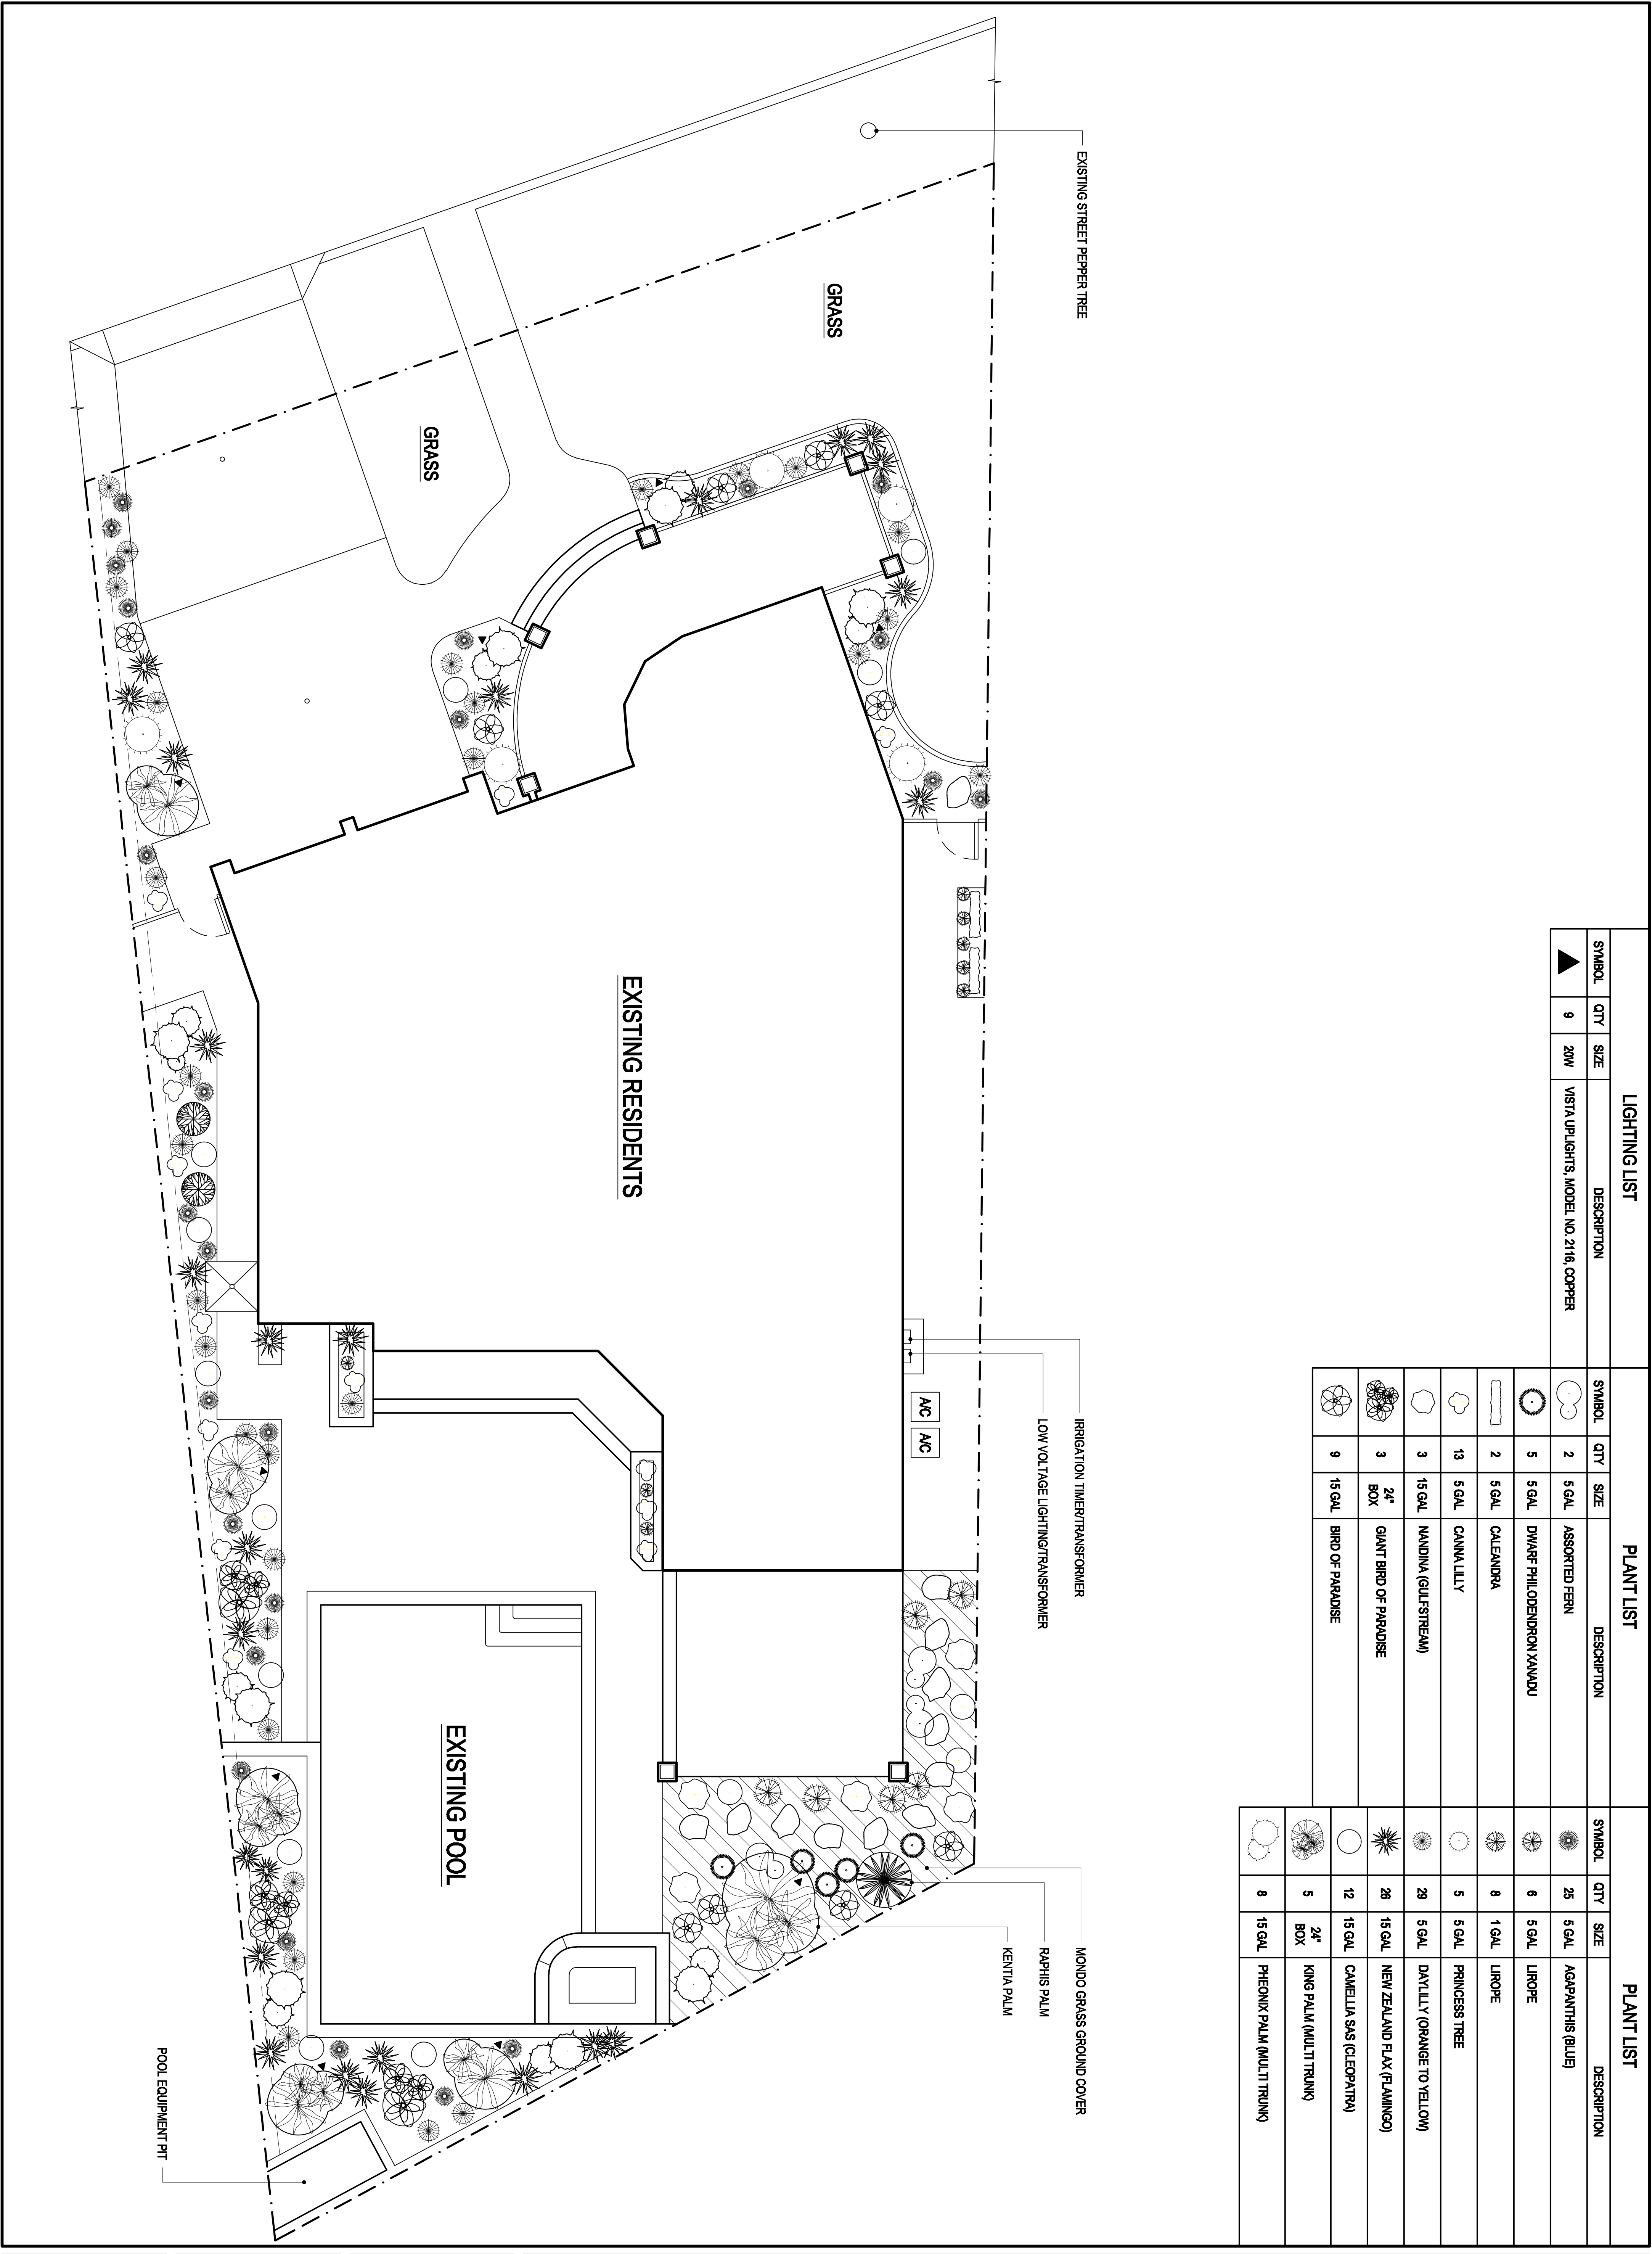 LIGHTING LIST
SYMBOL QTY SIZE DESCRIPTION
9 20W VISTA UPLIGHTS, MODEL NO. 2116, COPPER
PLANT LIST
SYMBOL QTY SIZE DESCRIPTION
2 5 GAL ASSORTED FERN
5 5 GAL DWARF PHILODENDRON XANADU
2 5 GAL CALEANDRA
13 5 GAL CANNA LILLY
3 15 GAL NANDINA (GULFSTREAM)
3 24" BOX GIANT BIRD OF PARADISE
9 15 GAL BIRD OF PARADISE
PLANT LIST
SYMBOL QTY SIZE DESCRIPTION
25 5 GAL AGAPANTHIS (BLUE)
6 5 GAL LIROPE
8 1 GAL LIROPE
5 5 GAL PRINCESS TREE
29 5 GAL DAYLILLY (ORANGE TO YELLOW)
26 15 GAL NEW ZEALAND FLAX (FLAMINGO)
12 15 GAL CAMELLIA SAS (CLEOPATRA)
5 24" BOX KING PALM (MULTI TRUNK)
8 15 GAL PHEONIX PALM (MULTI TRUNK)
EXISTING STREET PEPPER TREE
IRRIGATION TIMER/TRANSFORMER
LOW VOLTAGE LIGHTING/TRANSFORMER
MONDO GRASS GROUND COVER
RAPHIS PALM
KENTIA PALM
A/C
A/C
GRASS
GRASS
EXISTING RESIDENTS
EXISTING POOL
POOL EQUIPMENT PIT